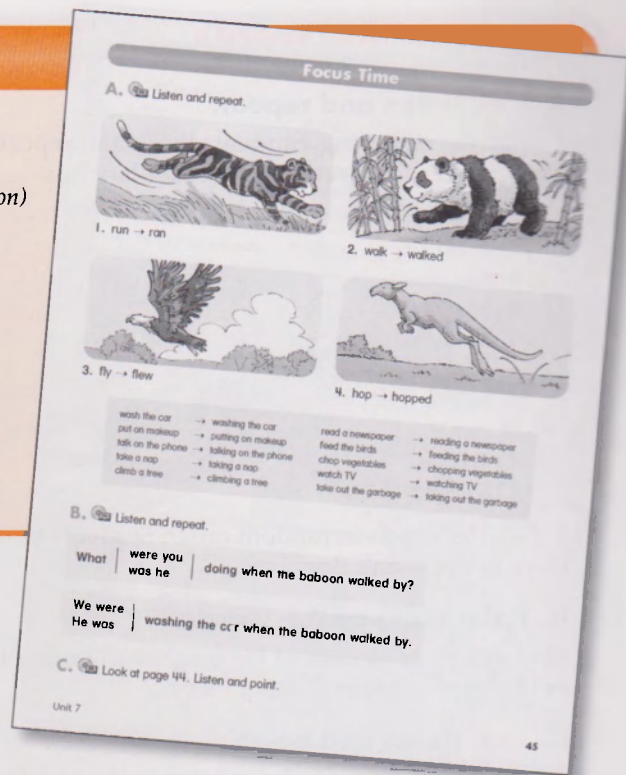 on)
Focus Time
A. Listen and repeat.
1. run → ran
2. walk → walked
3. fly → flew
4. hop → hopped
wash the car → washing the car
put on makeup → putting on makeup
talk on the phone → talking on the phone
take a nap → taking a nap
climb a tree → climbing a tree
read a newspaper → reading a newspaper
feed the birds → feeding the birds
chop vegetables → chopping vegetables
watch TV → watching TV
take out the garbage → taking out the garbage
B. Listen and repeat.
What | were you | doing when the baboon walked by?
was he
We were | washing the car when the baboon walked by.
He was
C. Look at page 44. Listen and point.
Unit 7
45